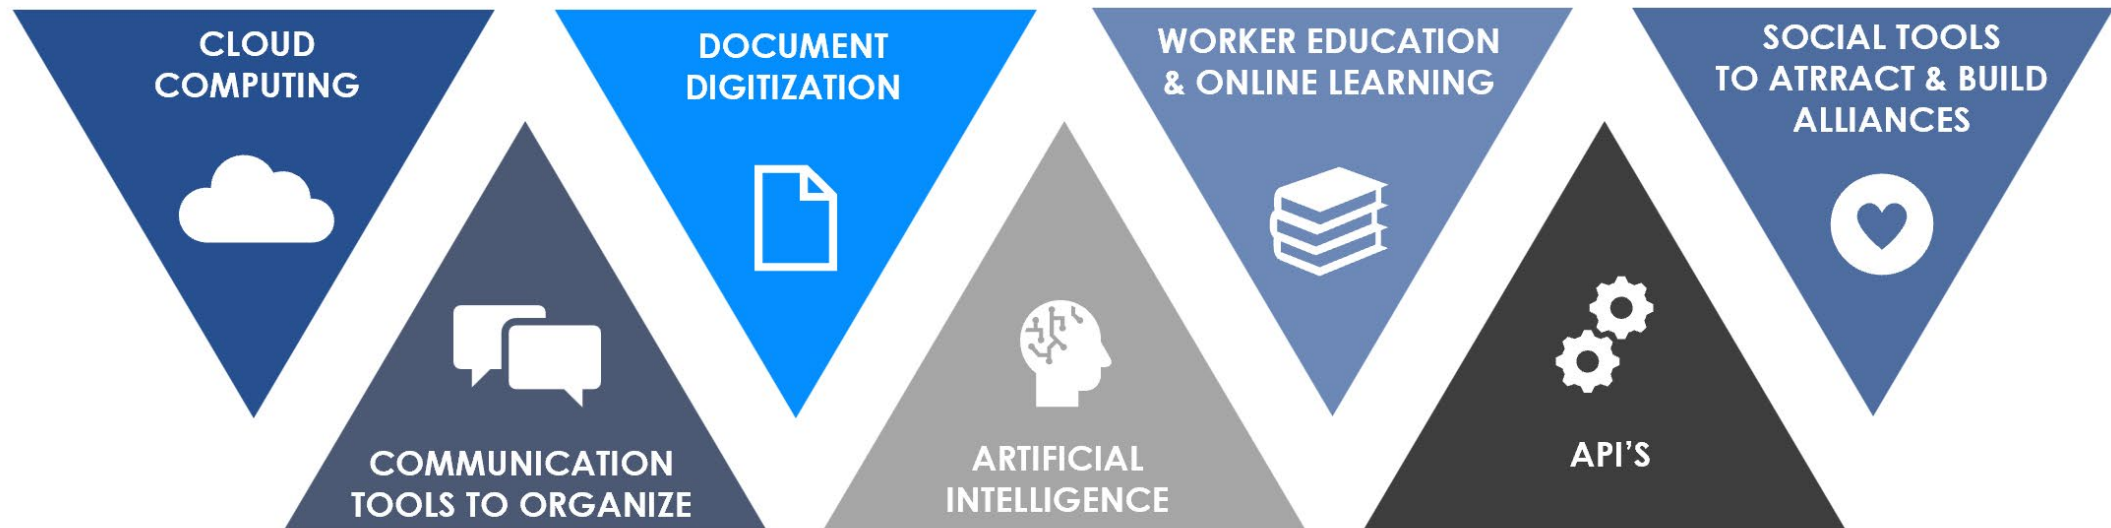 CLOUD
COMPUTING
COMMUNICATION
TOOLS TO ORGANIZE
DOCUMENT
DIGITIZATION
ARTIFICIAL
INTELLIGENCE
WORKER EDUCATION
& ONLINE LEARNING
API'S
SOCIAL TOOLS
TO ATRRACT & BUILD
ALLIANCES